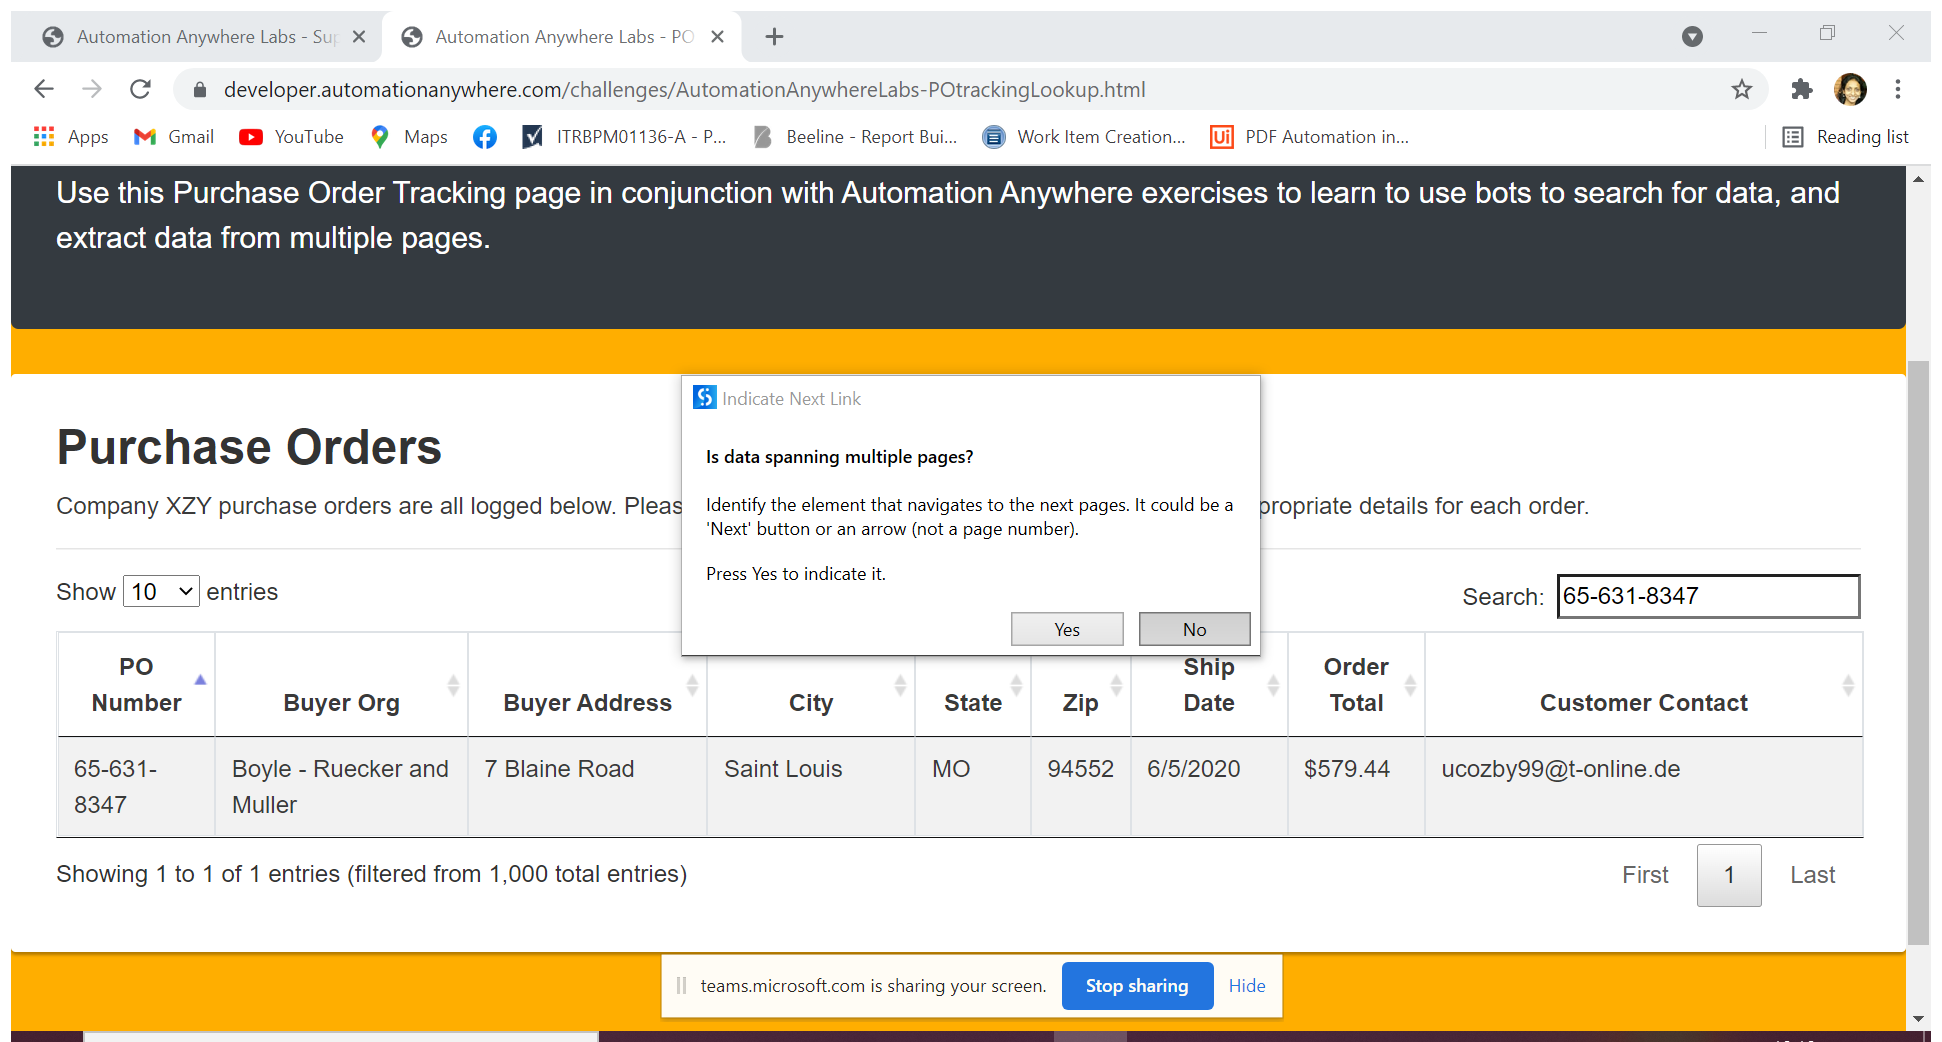 Automation Anywhere Labs - Sup
Automation Anywhere Labs - PO
developer.automationanywhere.com/challenges/AutomationAnywhereLabs-POtrackingLookup.html
Apps Gmail YouTube Maps ITRBPM01136-A - P... Beeline - Report Bui... Work Item Creation... Ui PDF Automation in... Reading list
Use this Purchase Order Tracking page in conjunction with Automation Anywhere exercises to learn to use bots to search for data, and
extract data from multiple pages.
Indicate Next Link
Is data spanning multiple pages?
Identify the element that navigates to the next pages. It could be a
'Next' button or an arrow (not a page number).
Press Yes to indicate it.
Yes No
Purchase Orders
Company XZY purchase orders are all logged below. Pleas propriate details for each order.
Show 10 entries
Search: 65-631-8347
PO Number Buyer Org Buyer Address City State Zip Ship Date Order Total Customer Contact
65-631-8347 Boyle - Ruecker and Muller 7 Blaine Road Saint Louis MO 94552 6/5/2020 $579.44 ucozby99@t-online.de
Showing 1 to 1 of 1 entries (filtered from 1,000 total entries)
First 1 Last
teams.microsoft.com is sharing your screen. Stop sharing Hide